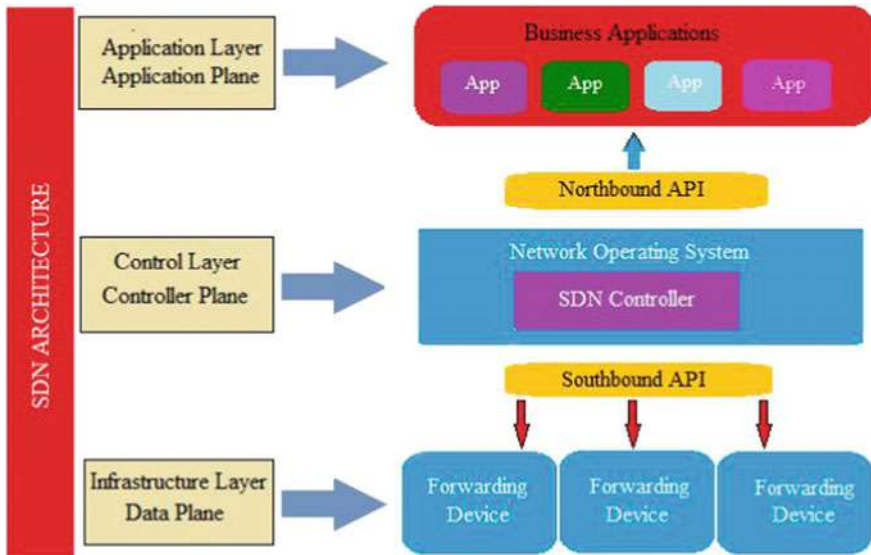 SDN ARCHITECTURE
Application Layer
Application Plane
Business Applications
App
App
App
App
Northbound API
Control Layer
Controller Plane
Network Operating System
SDN Controller
Southbound API
Infrastructure Layer
Data Plane
Forwarding
Device
Forwarding
Device
Forwarding
Device